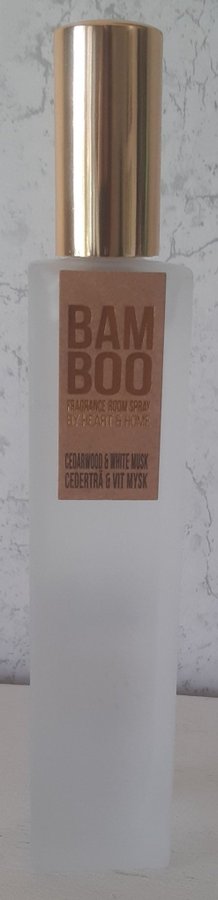 BAM
BOO
FRAGRANCE ROOM SPRAY
BY HEART & HOME
CEDARWOOD & WHITE MUSK
CEDERTRÄ & VIT MYSK